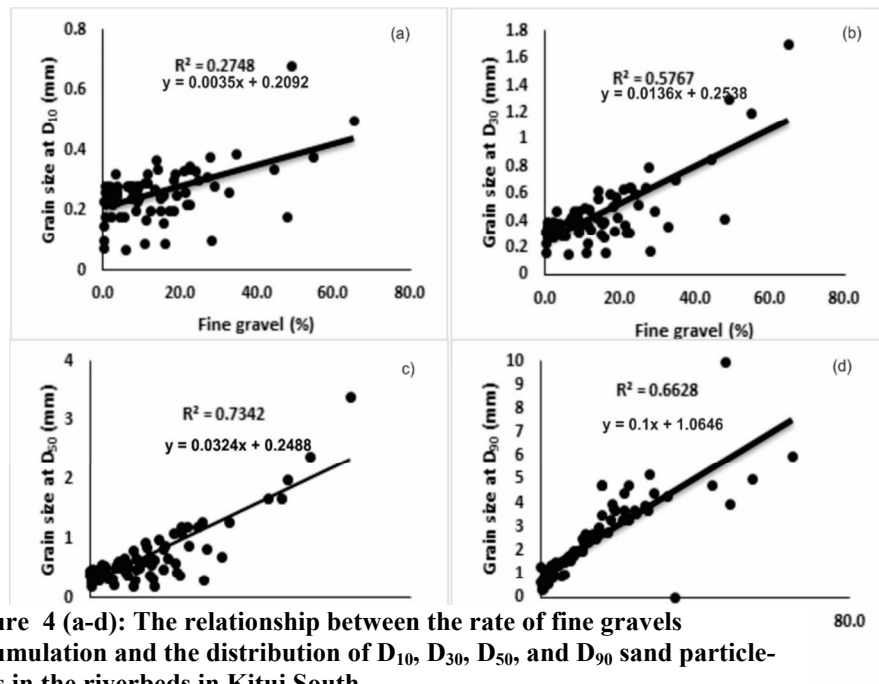 0.8
(a)
R² = 0.2748
y = 0.0035x + 0.2092
0.6
0.4
0.2
0
Grain size at D₁₀ (mm)
0.0 20.0 40.0 60.0 80.0
Fine gravel (%)
1.8
(b)
1.6
1.4
R² = 0.5767
y = 0.0136x + 0.2538
1.2
1
0.8
0.6
0.4
0.2
0
Grain size at D₃₀ (mm)
0.0 20.0 40.0 60.0 80.0
Fine gravel (%)
4
c)
R² = 0.7342
y = 0.0324x + 0.2488
3
2
1
0
Grain size at D₅₀ (mm)
10
(d)
9
R² = 0.6628
8
y = 0.1x + 1.0646
7
6
5
4
3
2
1
0
Grain size at D₉₀ (mm)
80.0
ure 4 (a-d): The relationship between the rate of fine gravels
umulation and the distribution of D₁₀, D₃₀, D₅₀, and D₉₀ sand particle-
s in the riverbeds in Kitui South